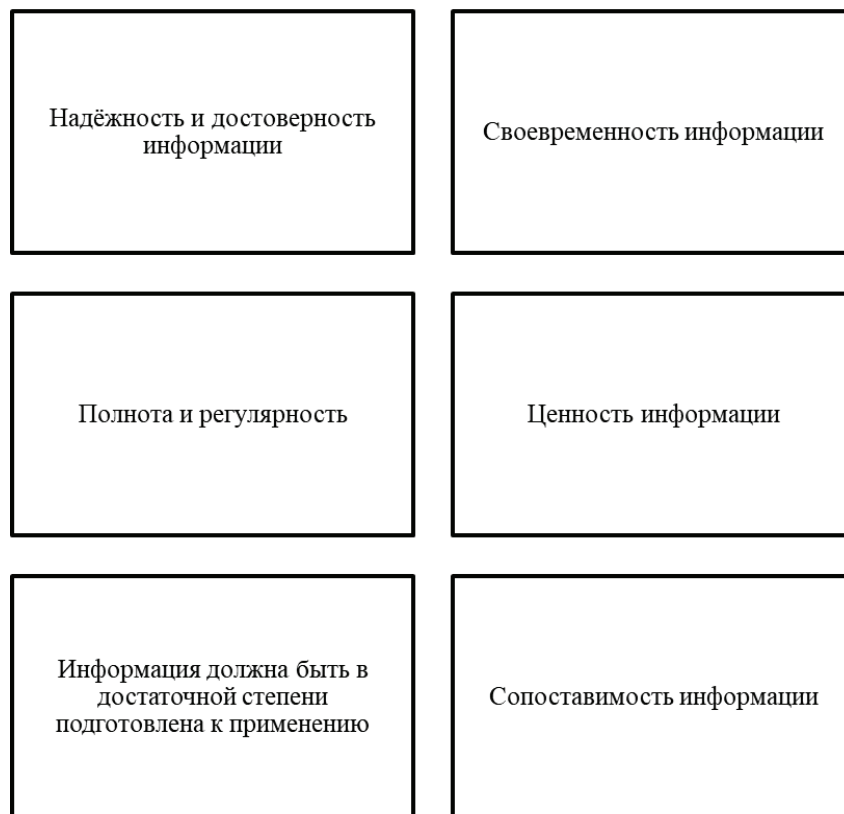 Надёжность и достоверность
информации
Своевременность информации
Полнота и регулярность
Ценность информации
Информация должна быть в
достаточной степени
подготовлена к применению
Сопоставимость информации